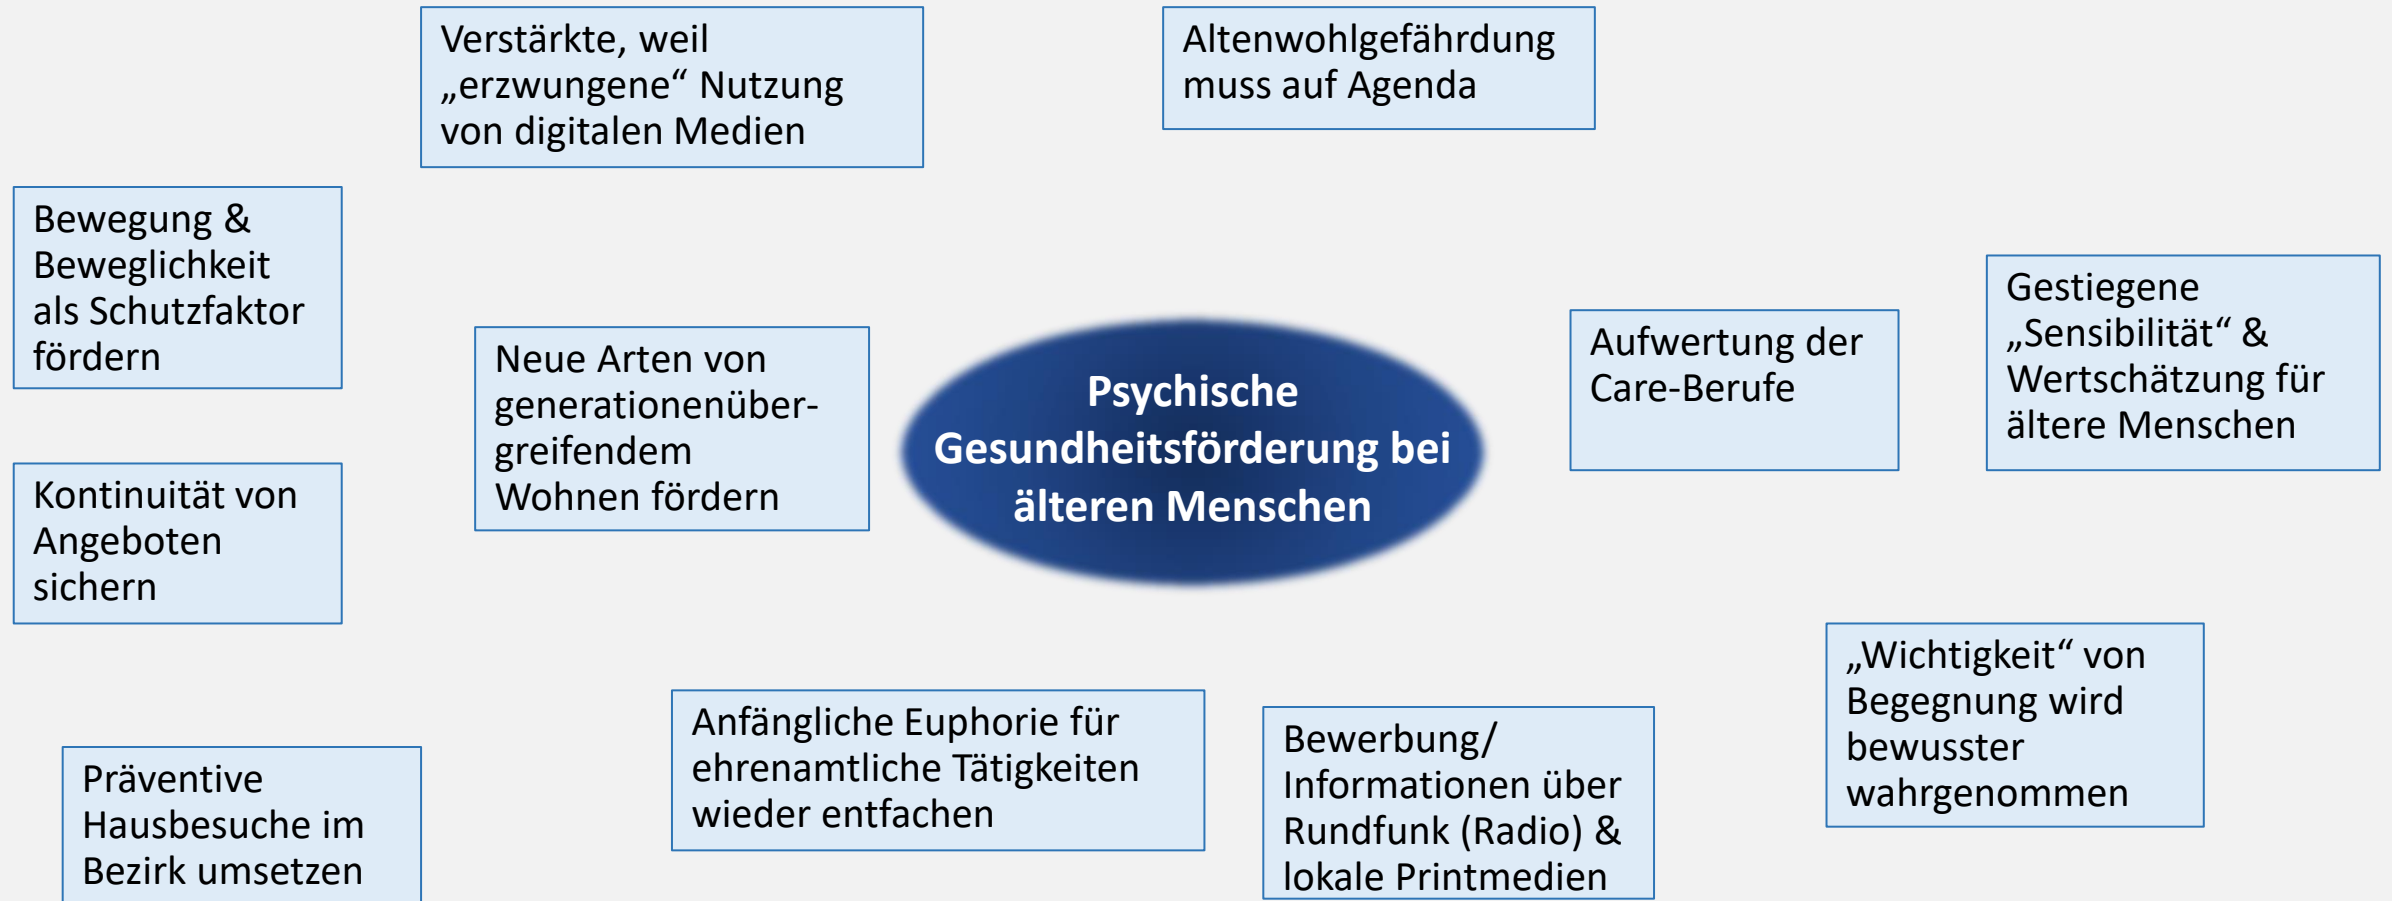 Verstärkte, weil
„erzwungene“ Nutzung
von digitalen Medien
Altenwohlgefährdung
muss auf Agenda
Bewegung &
Beweglichkeit
als Schutzfaktor
fördern
Gestiegene
„Sensibilität“ &
Wertschätzung für
ältere Menschen
Neue Arten von
generationenüber-
greifendem
Wohnen fördern
Psychische
Gesundheitsförderung bei
älteren Menschen
Aufwertung der
Care-Berufe
Kontinuität von
Angeboten
sichern
„Wichtigkeit“ von
Begegnung wird
bewusster
wahrgenommen
Anfängliche Euphorie für
ehrenamtliche Tätigkeiten
wieder entfachen
Bewerbung/
Informationen über
Rundfunk (Radio) &
lokale Printmedien
Präventive
Hausbesuche im
Bezirk umsetzen